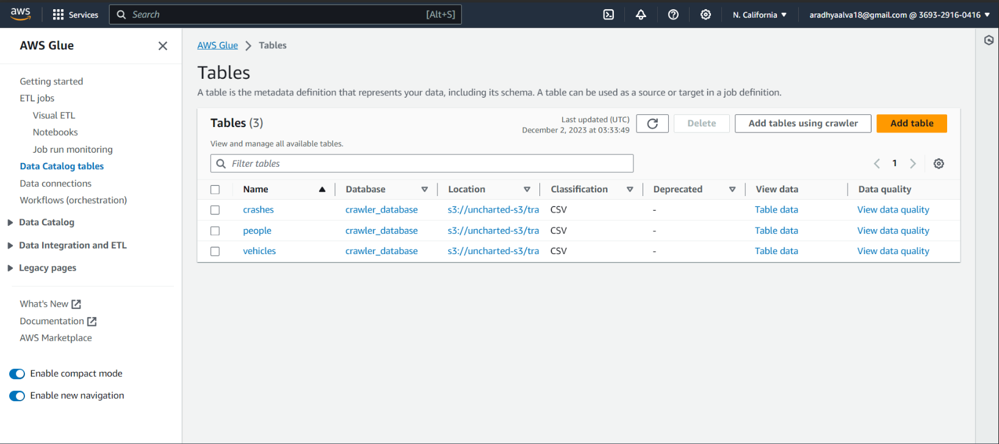 aws
Services
Search [Alt+S]
N. California
aradhyaalva18@gmail.com @ 3693-2916-0416
AWS Glue
Getting started
ETL jobs
Visual ETL
Notebooks
Job run monitoring
Data Catalog tables
Data connections
Workflows (orchestration)
Data Catalog
Data Integration and ETL
Legacy pages
What's New
Documentation
AWS Marketplace
Enable compact mode
Enable new navigation
AWS Glue > Tables
Tables
A table is the metadata definition that represents your data, including its schema. A table can be used as a source or target in a job definition.
Tables (3)
View and manage all available tables.
Last updated (UTC)
December 2, 2023 at 03:33:49
Delete
Add tables using crawler
Add table
Filter tables
1
Name Database Location Classification Deprecated View data Data quality
crashes crawler_database s3://uncharted-s3/tra CSV - Table data View data quality
people crawler_database s3://uncharted-s3/tra CSV - Table data View data quality
vehicles crawler_database s3://uncharted-s3/tra CSV - Table data View data quality